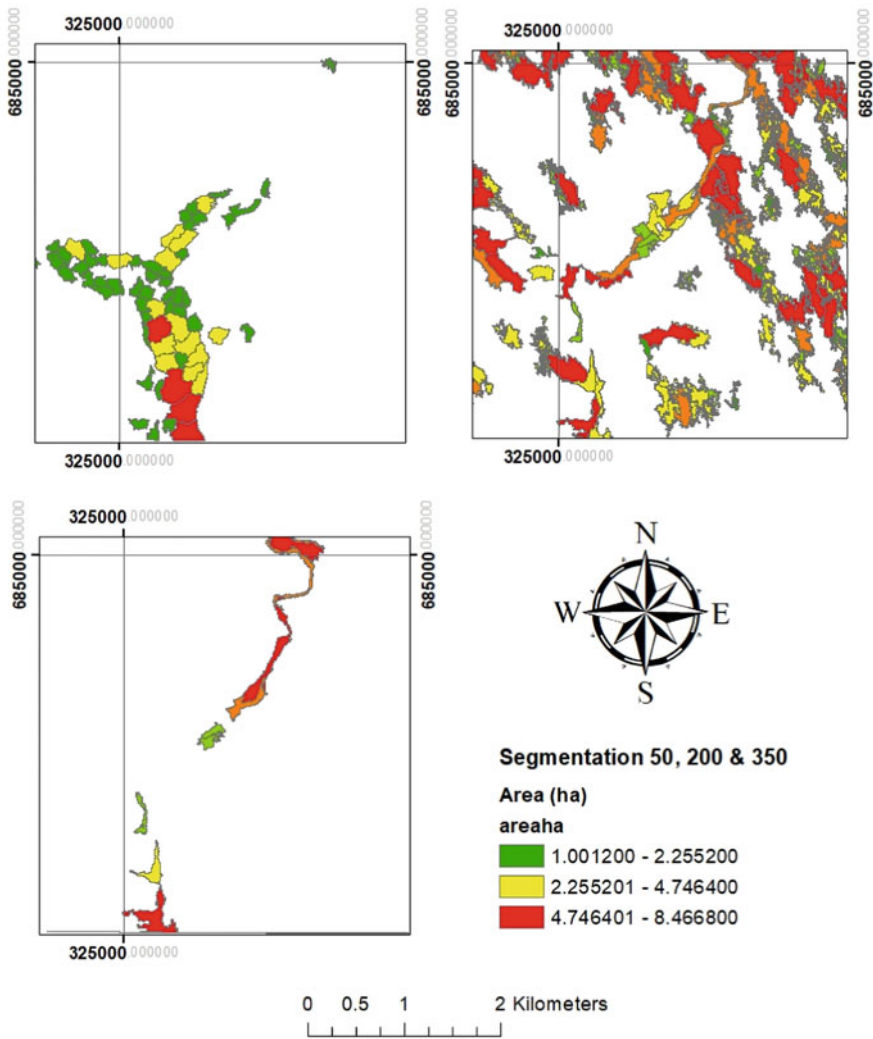 325000.000000
325000.000000
685000.000000
685000.000000
685000.000000
685000.000000
325000.000000
325000.000000
325000.000000
685000.000000
685000.000000
325000.000000
N
W
E
S
Segmentation 50, 200 & 350
Area (ha)
areaha
1.001200 - 2.255200
2.255201 - 4.746400
4.746401 - 8.466800
0 0.5 1 2 Kilometers